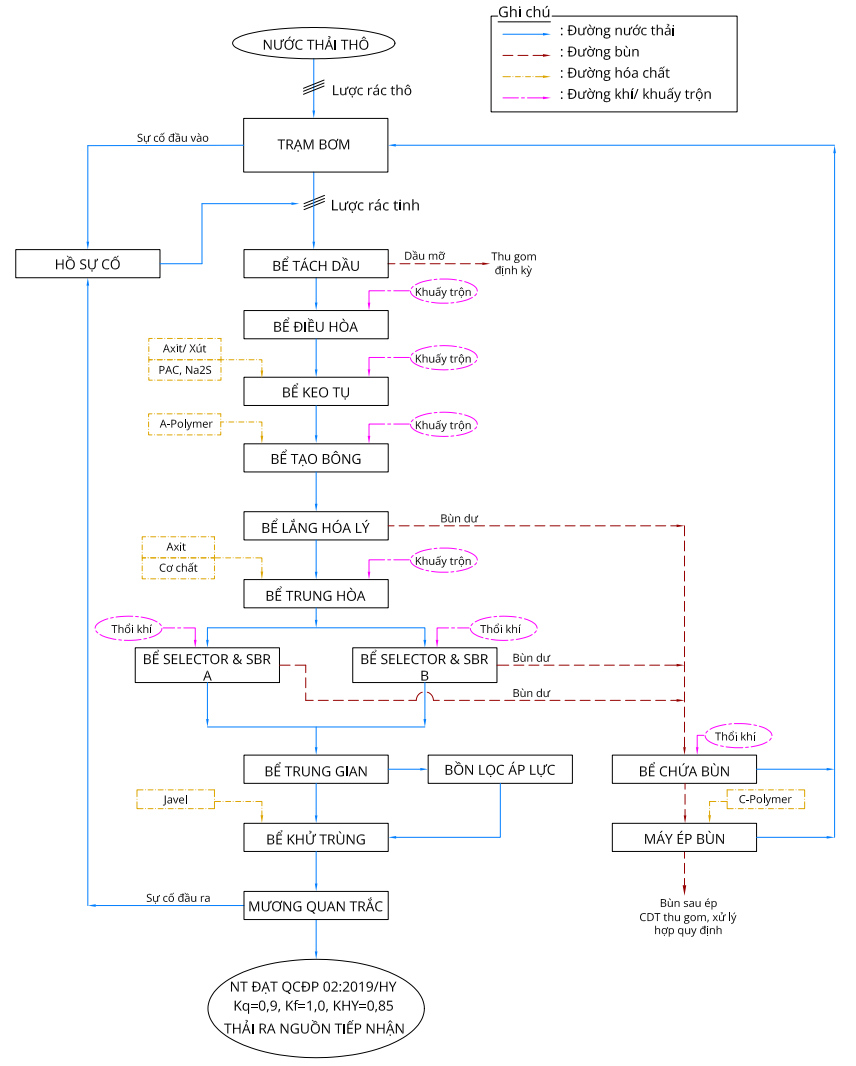 Ghi chú
: Đường nước thải
: Đường bùn
: Đường hóa chất
: Đường khí/ khuấy trộn
NƯỚC THẢI THÔ
Lược rác thô
Sự cố đầu vào
TRẠM BƠM
Lược rác tinh
HỒ SỰ CỐ
BỂ TÁCH DẦU
Dầu mỡ
Thu gom
định kỳ
Khuấy trộn
BỂ ĐIỀU HÒA
Axit/ Xút
PAC, Na2S
Khuấy trộn
BỂ KEO TỤ
A-Polymer
Khuấy trộn
BỂ TẠO BÔNG
BỂ LẮNG HÓA LÝ
Bùn dư
Axit
Cơ chất
Khuấy trộn
BỂ TRUNG HÒA
Thổi khí
Thổi khí
BỂ SELECTOR & SBR
A
BỂ SELECTOR & SBR
B
Bùn dư
Bùn dư
Thổi khí
BỂ TRUNG GIAN
BỒN LỌC ÁP LỰC
BỂ CHỨA BÙN
Javel
C-Polymer
BỂ KHỬ TRÙNG
MÁY ÉP BÙN
Sự cố đầu ra
MƯƠNG QUAN TRẮC
Bùn sau ép
CDT thu gom, xử lý
hợp quy định
NT ĐẠT QCĐP 02:2019/HY
Kq=0,9, Kf=1,0, KHY=0,85
THẢI RA NGUỒN TIẾP NHẬN